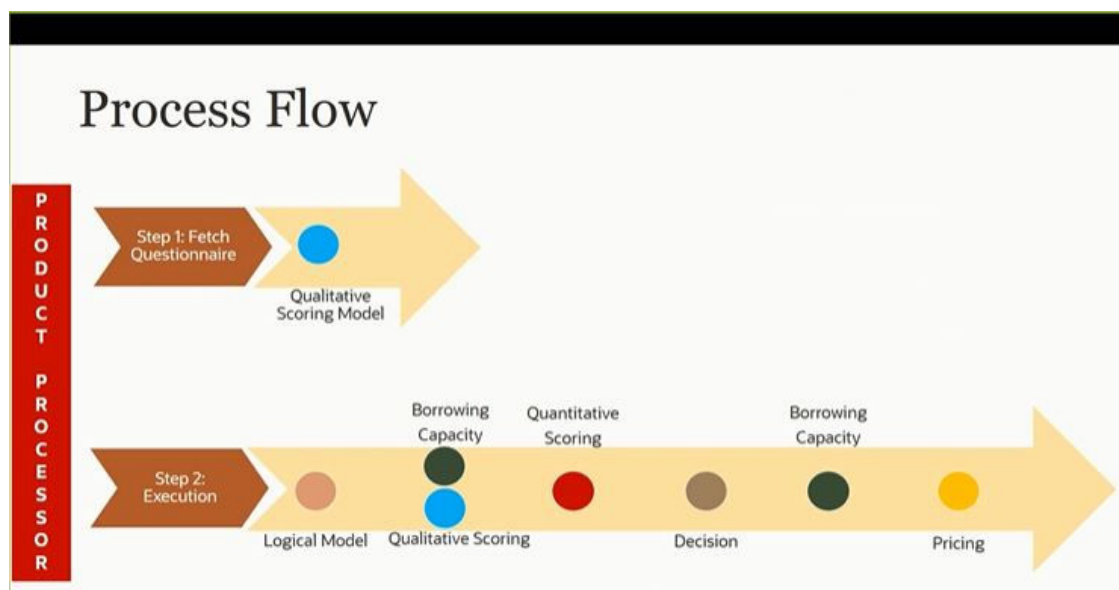 Process Flow
PRODUCT PROCESSOR
Step 1: Fetch
Questionnaire
Qualitative
Scoring Model
Step 2:
Execution
Logical Model
Borrowing
Capacity
Qualitative Scoring
Quantitative
Scoring
Decision
Borrowing
Capacity
Pricing